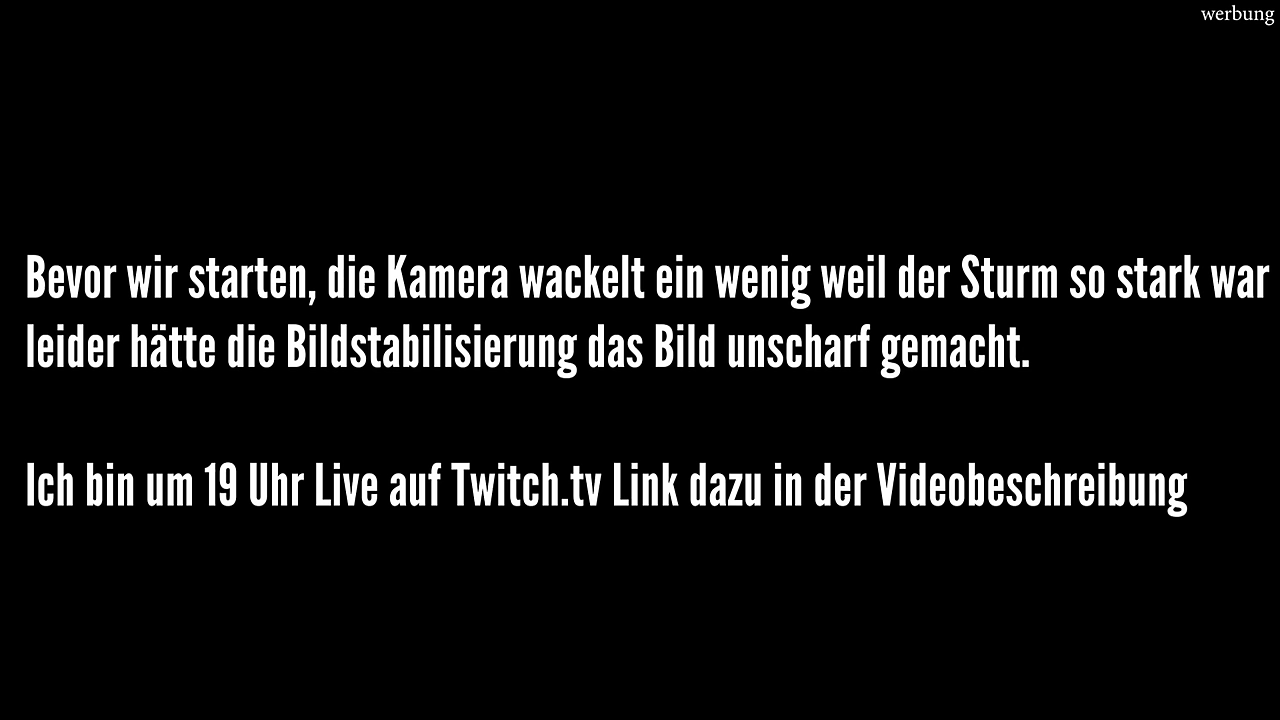 werbung
Bevor wir starten, die Kamera wackelt ein wenig weil der Sturm so stark war
leider hätte die Bildstabilisierung das Bild unscharf gemacht.
Ich bin um 19 Uhr Live auf Twitch.tv Link dazu in der Videobeschreibung